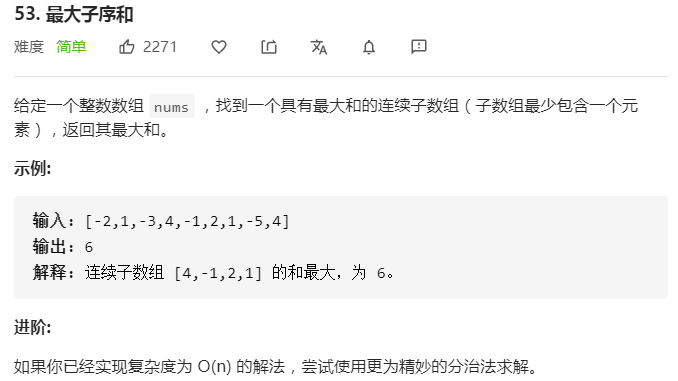 53. 最大子序和
难度 简单 2271
给定一个整数数组 nums ，找到一个具有最大和的连续子数组（子数组最少包含一个元
素），返回其最大和。
示例:
输入: [-2,1,-3,4,-1,2,1,-5,4]
输出: 6
解释: 连续子数组 [4,-1,2,1] 的和最大，为 6。
进阶:
如果你已经实现复杂度为 O(n) 的解法，尝试使用更为精妙的分治法求解。